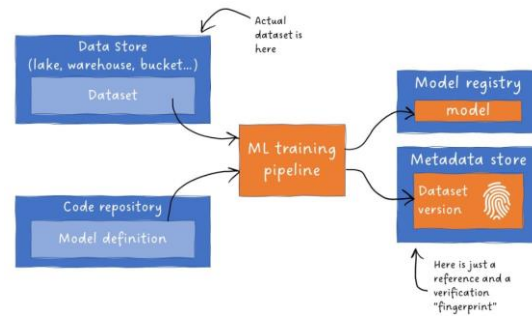 Actual
dataset is
here
Data Store
(lake, warehouse, bucket...)
Dataset
ML training
pipeline
Code repository
Model definition
Model registry
model
Metadata store
Dataset
version
Here is just a
reference and a
verification
"fingerprint"